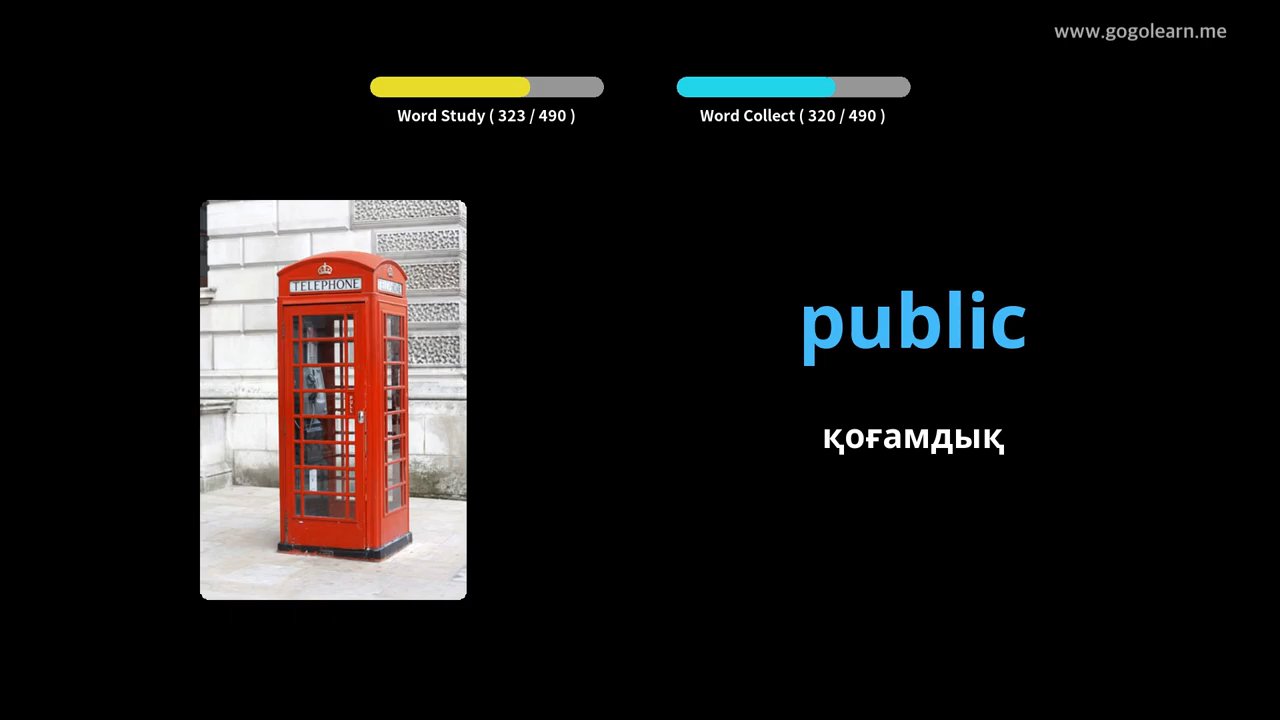 www.gogolearn.me
Word Study ( 323 / 490 )
Word Collect ( 320 / 490 )
TELEPHONE
public
қоғамдық